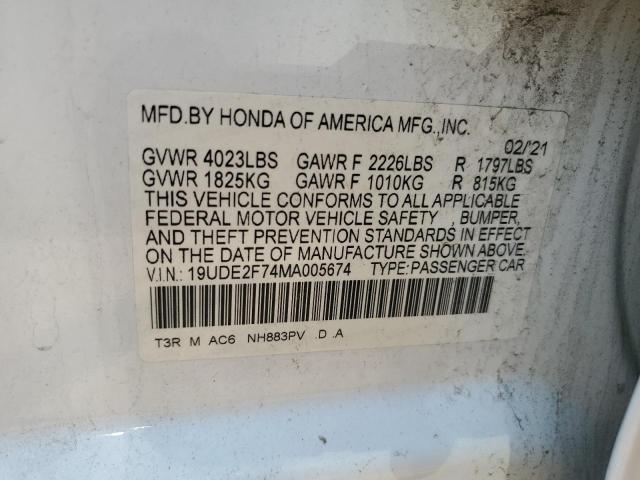 MFD.BY HONDA OF AMERICA MFG.,INC.
02/'21
GVWR 4023LBS GAWR F 2226LBS R 1797LBS
GVWR 1825KG GAWR F 1010KG R 815KG
THIS VEHICLE CONFORMS TO ALL APPLICABLE
FEDERAL MOTOR VEHICLE SAFETY , BUMPER,
AND THEFT PREVENTION STANDARDS IN EFFECT
ON THE DATE OF MANUFACTURE SHOWN ABOVE.
V.I.N.: 19UDE2F74MA005674 TYPE:PASSENGER CAR
T3R M AC6 NH883PV .D .A